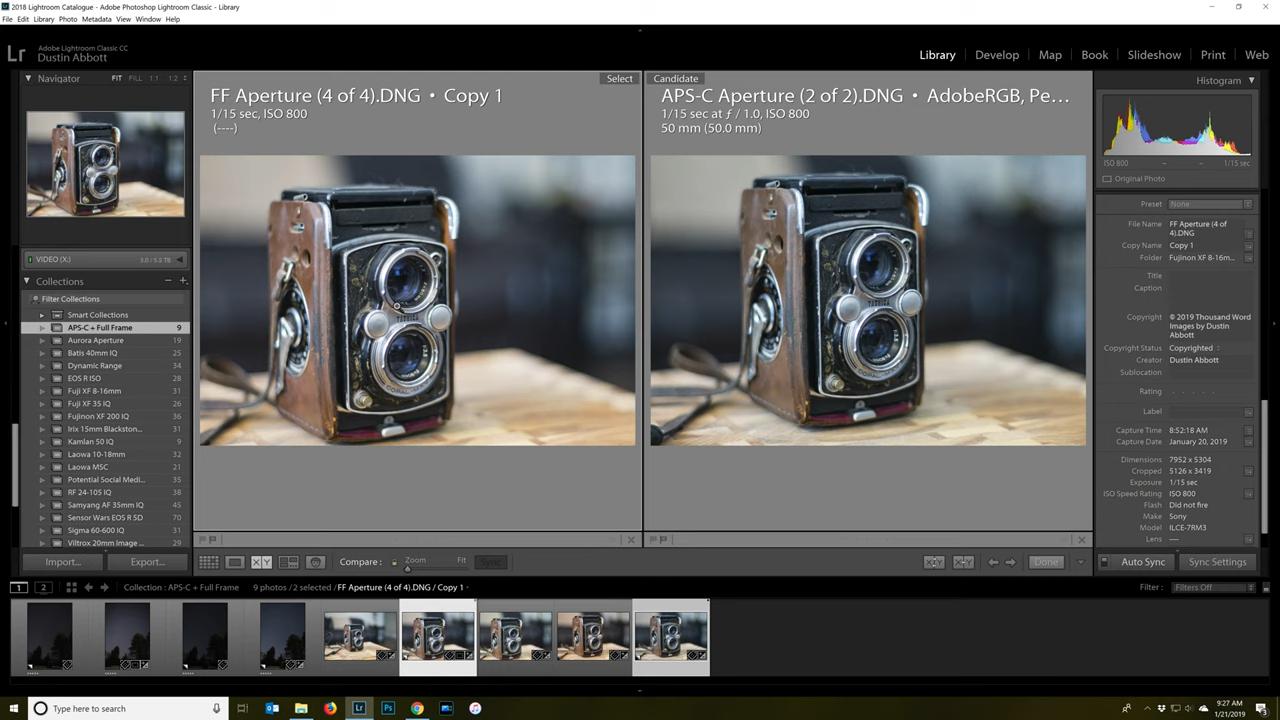 2018 Lightroom Catalogue - Adobe Photoshop Lightroom Classic - Library
File Edit Library Photo Metadata View Window Help
Lr
Adobe Lightroom Classic CC
Dustin Abbott
Library | Develop | Map | Book | Slideshow | Print | Web
Navigator FIT FILL 1:1 1:2
VIDEO (X:) 3.0 / 5.5 TB
Collections
Filter Collections
Smart Collections
APS-C + Full Frame 9
Aurora Aperture 19
Batis 40mm IQ 25
Dynamic Range 34
EOS R ISO 28
Fuji XF 8-16mm 31
Fuji XF 35 IQ 26
Fujinon XF 200 IQ 36
Irix 15mm Blackston... 31
Kamlan 50 IQ 9
Laowa 10-18mm 32
Laowa MSC 21
Potential Social Medi... 32
RF 24-105 IQ 38
Samyang AF 35mm IQ 45
Sensor Wars EOS R 5D 70
Sigma 60-600 IQ 31
Viltrox 20mm Image ... 29
Import... Export...
Select
FF Aperture (4 of 4).DNG • Copy 1
1/15 sec, ISO 800
(----)
Candidate
APS-C Aperture (2 of 2).DNG • AdobeRGB, Pe...
1/15 sec at ƒ / 1.0, ISO 800
50 mm (50.0 mm)
Compare : Zoom Fit Sync Done
Histogram
ISO 800 – – 1/15 sec
Original Photo
Preset None
File Name FF Aperture (4 of 4).DNG
Copy Name Copy 1
Folder Fujinon XF 8-16m...
Title
Caption
Copyright © 2019 Thousand Word Images by Dustin Abbott
Copyright Status Copyrighted
Creator Dustin Abbott
Sublocation
Rating . . . . .
Label
Capture Time 8:52:18 AM
Capture Date January 20, 2019
Dimensions 7952 x 5304
Cropped 5126 x 3419
Exposure 1/15 sec
ISO Speed Rating ISO 800
Flash Did not fire
Make Sony
Model ILCE-7RM3
Lens ----
Auto Sync Sync Settings
1 2 Collection : APS-C + Full Frame 9 photos / 2 selected / FF Aperture (4 of 4).DNG / Copy 1
Filter : Filters Off
Type here to search
9:27 AM
1/21/2019